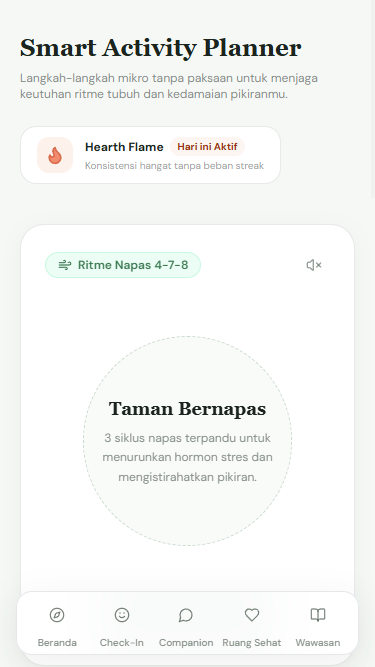 Smart Activity Planner
Langkah-langkah mikro tanpa paksaan untuk menjaga
keutuhan ritme tubuh dan kedamaian pikiranmu.
Hearth Flame Hari ini Aktif
Konsistensi hangat tanpa beban streak
Ritme Napas 4-7-8
Taman Bernapas
3 siklus napas terpandu untuk
menurunkan hormon stres dan
mengistirahatkan pikiran.
Beranda Check-In Companion Ruang Sehat Wawasan